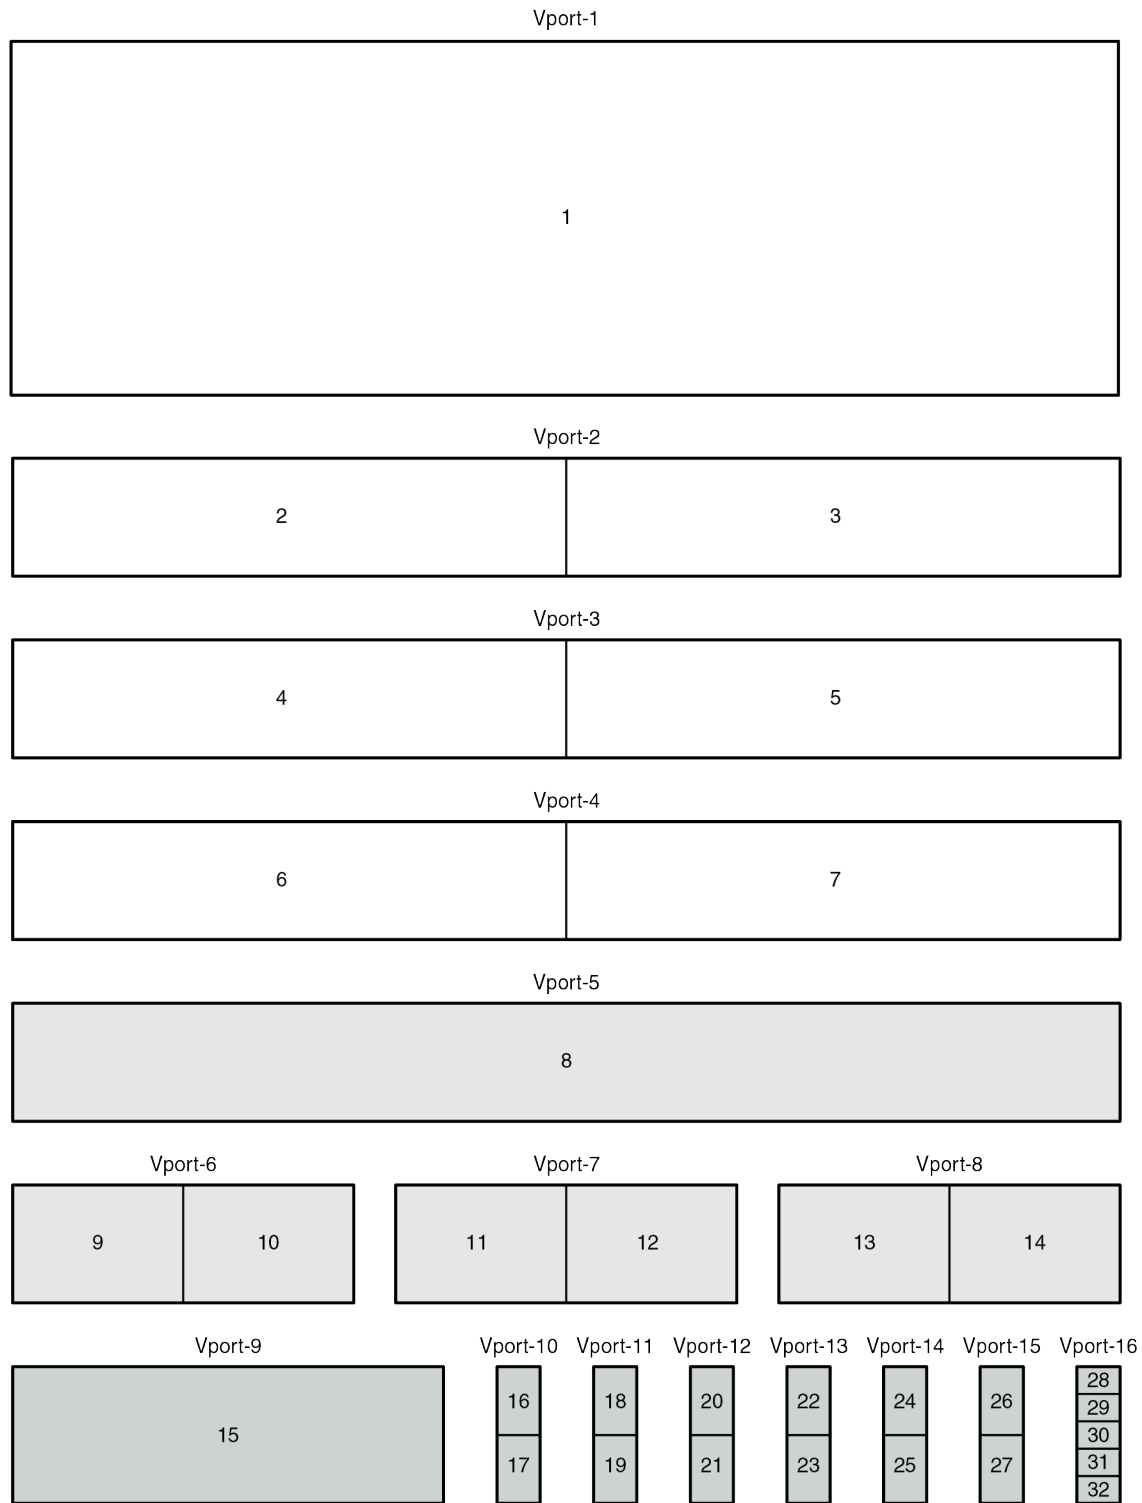 Vport-1
1
Vport-2
2 3
Vport-3
4 5
Vport-4
6 7
Vport-5
8
Vport-6 Vport-7 Vport-8
9 10 11 12 13 14
Vport-9 Vport-10 Vport-11 Vport-12 Vport-13 Vport-14 Vport-15 Vport-16
28
16 18 20 22 24 26
29
15 30
17 19 21 23 25 27 31
32